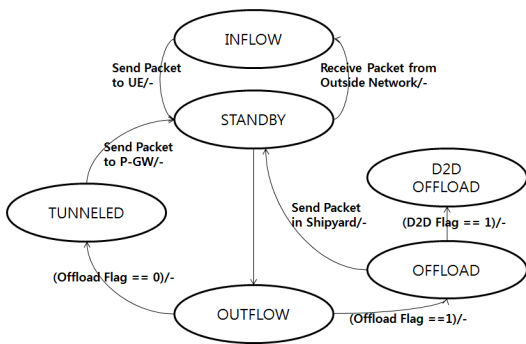 INFLOW
Send Packet
to UE/-
Receive Packet from
Outside Network/-
STANDBY
Send Packet
to P-GW/-
D2D
OFFLOAD
TUNNELED
Send Packet
in Shipyard/-
(D2D Flag == 1)/-
(Offload Flag == 0)/-
OFFLOAD
OUTFLOW
(Offload Flag ==1)/-